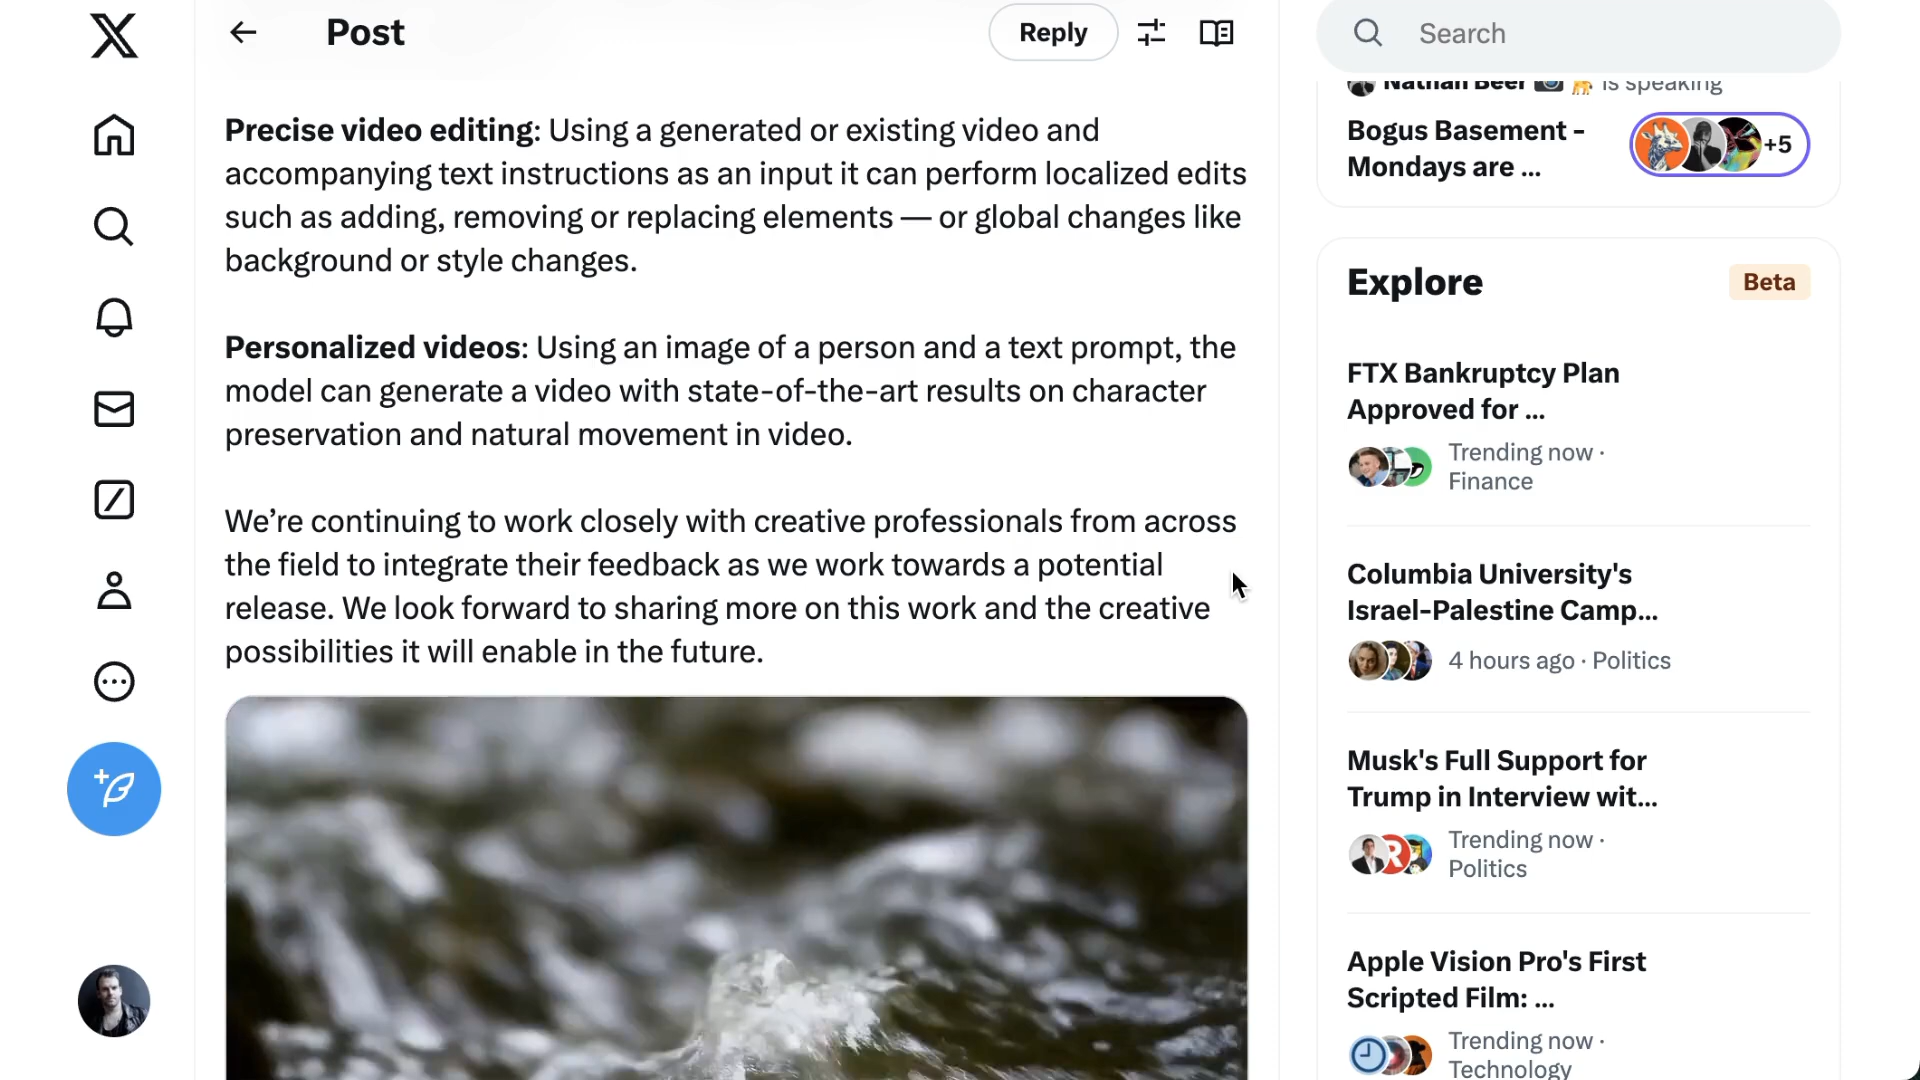 Post
Reply
Search
Precise video editing: Using a generated or existing video and
accompanying text instructions as an input it can perform localized edits
such as adding, removing or replacing elements — or global changes like
background or style changes.
Personalized videos: Using an image of a person and a text prompt, the
model can generate a video with state-of-the-art results on character
preservation and natural movement in video.
We’re continuing to work closely with creative professionals from across
the field to integrate their feedback as we work towards a potential
release. We look forward to sharing more on this work and the creative
possibilities it will enable in the future.
Nathan Beer is speaking
Bogus Basement -
Mondays are ...
+5
Explore
Beta
FTX Bankruptcy Plan
Approved for ...
Trending now ·
Finance
Columbia University's
Israel-Palestine Camp...
4 hours ago · Politics
Musk's Full Support for
Trump in Interview wit...
R
Trending now ·
Politics
Apple Vision Pro's First
Scripted Film: ...
Trending now ·
Technology